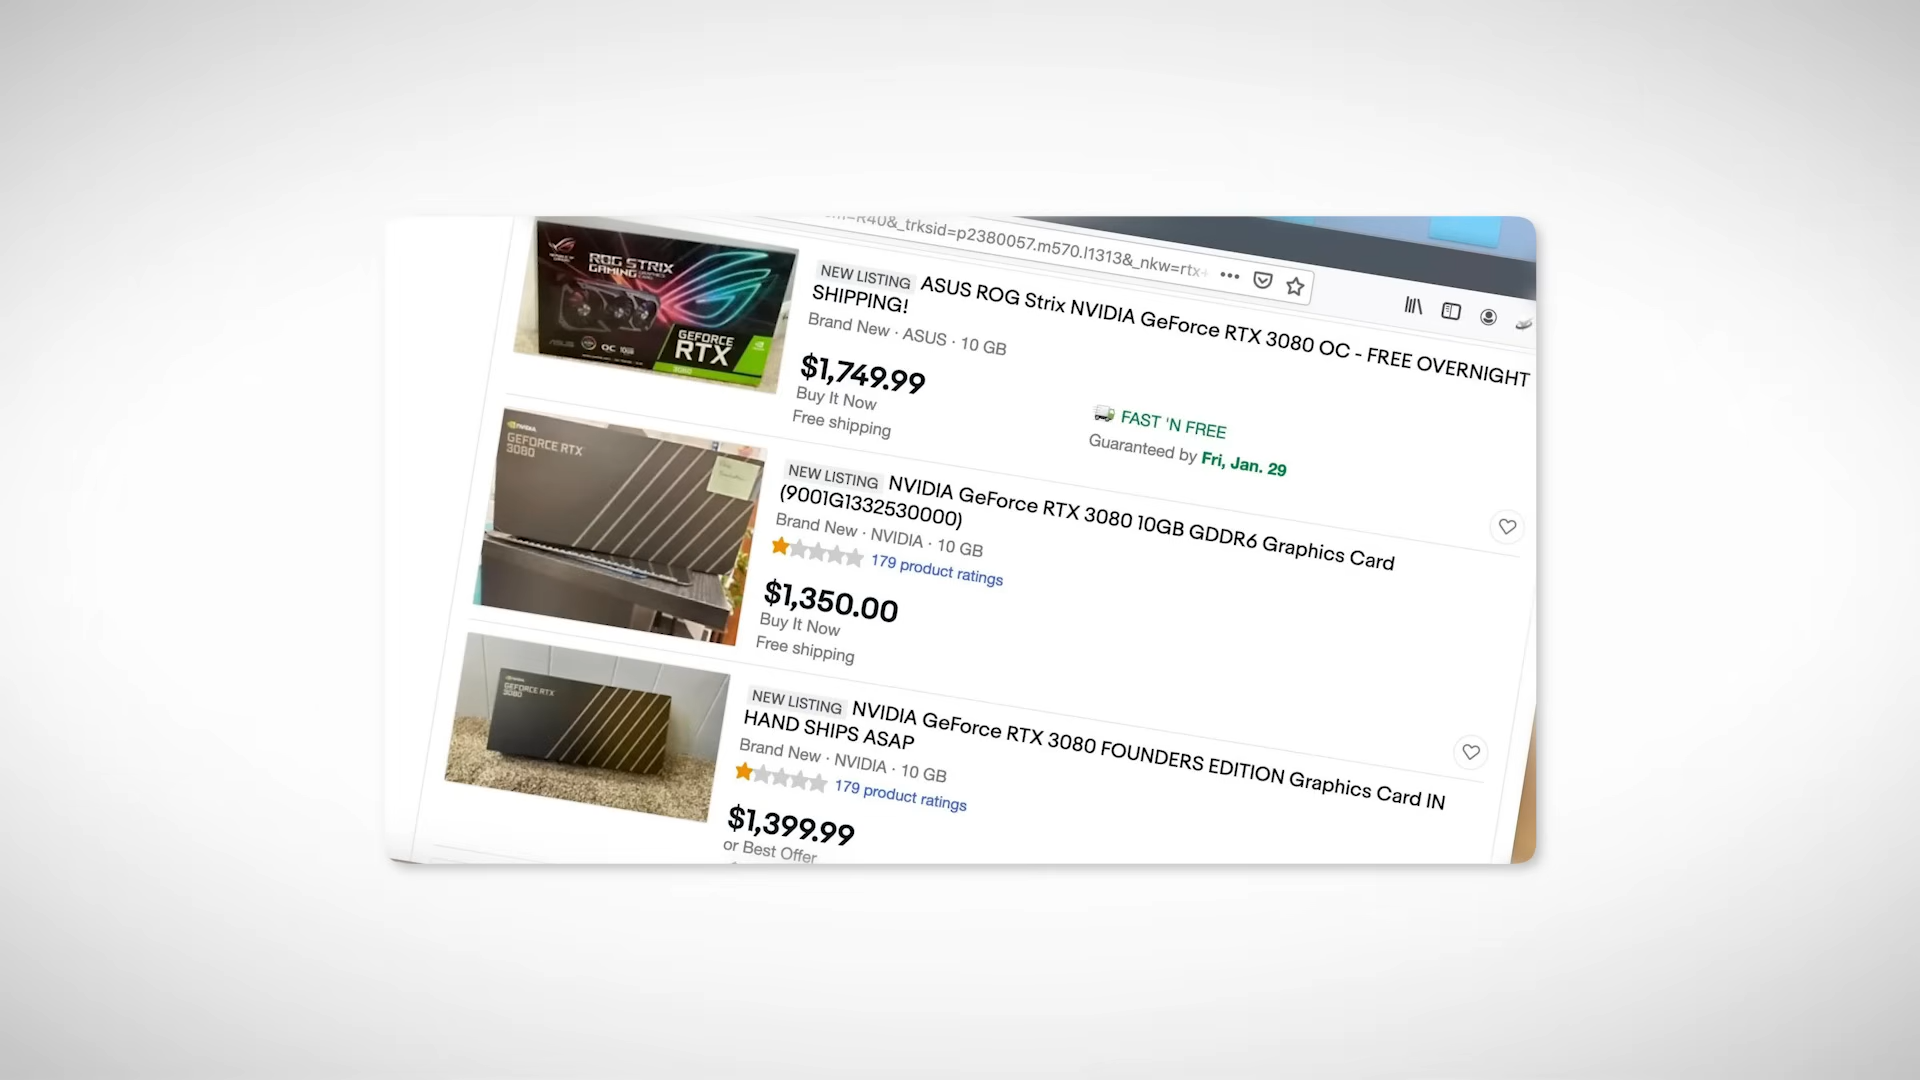 m=R40&_trksid=p2380057.m570.l1313&_nkw=rtx+
ROG STRIX
GAMING
GEFORCE
RTX
3080
ASUS
OC 10GB
NEW LISTING ASUS ROG Strix NVIDIA GeForce RTX 3080 OC - FREE OVERNIGHT
SHIPPING!
Brand New · ASUS · 10 GB
$1,749.99
Buy It Now
Free shipping
FAST 'N FREE
Guaranteed by Fri, Jan. 29
NVIDIA
GEFORCE RTX
3080
NEW LISTING NVIDIA GeForce RTX 3080 10GB GDDR6 Graphics Card
(9001G1332530000)
Brand New · NVIDIA · 10 GB
179 product ratings
$1,350.00
Buy It Now
Free shipping
GEFORCE RTX
3080
NEW LISTING NVIDIA GeForce RTX 3080 FOUNDERS EDITION Graphics Card IN
HAND SHIPS ASAP
Brand New · NVIDIA · 10 GB
179 product ratings
$1,399.99
or Best Offer